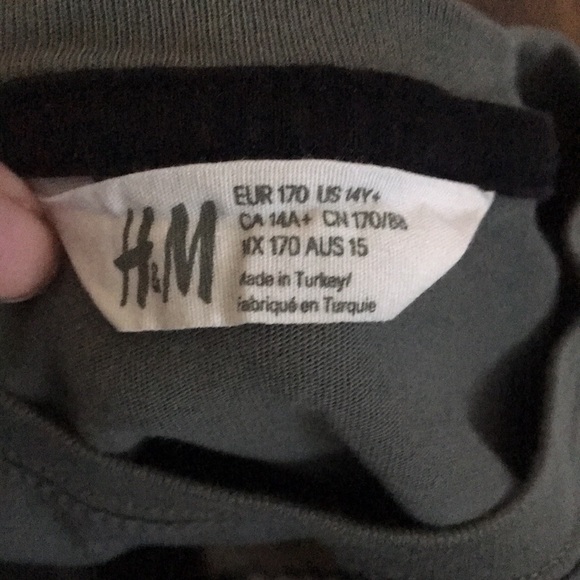 H&M
EUR 170 US 14Y+
CA 14A+ CN 170/88
MX 170 AUS 15
Made in Turkey/
Fabriqué en Turquie